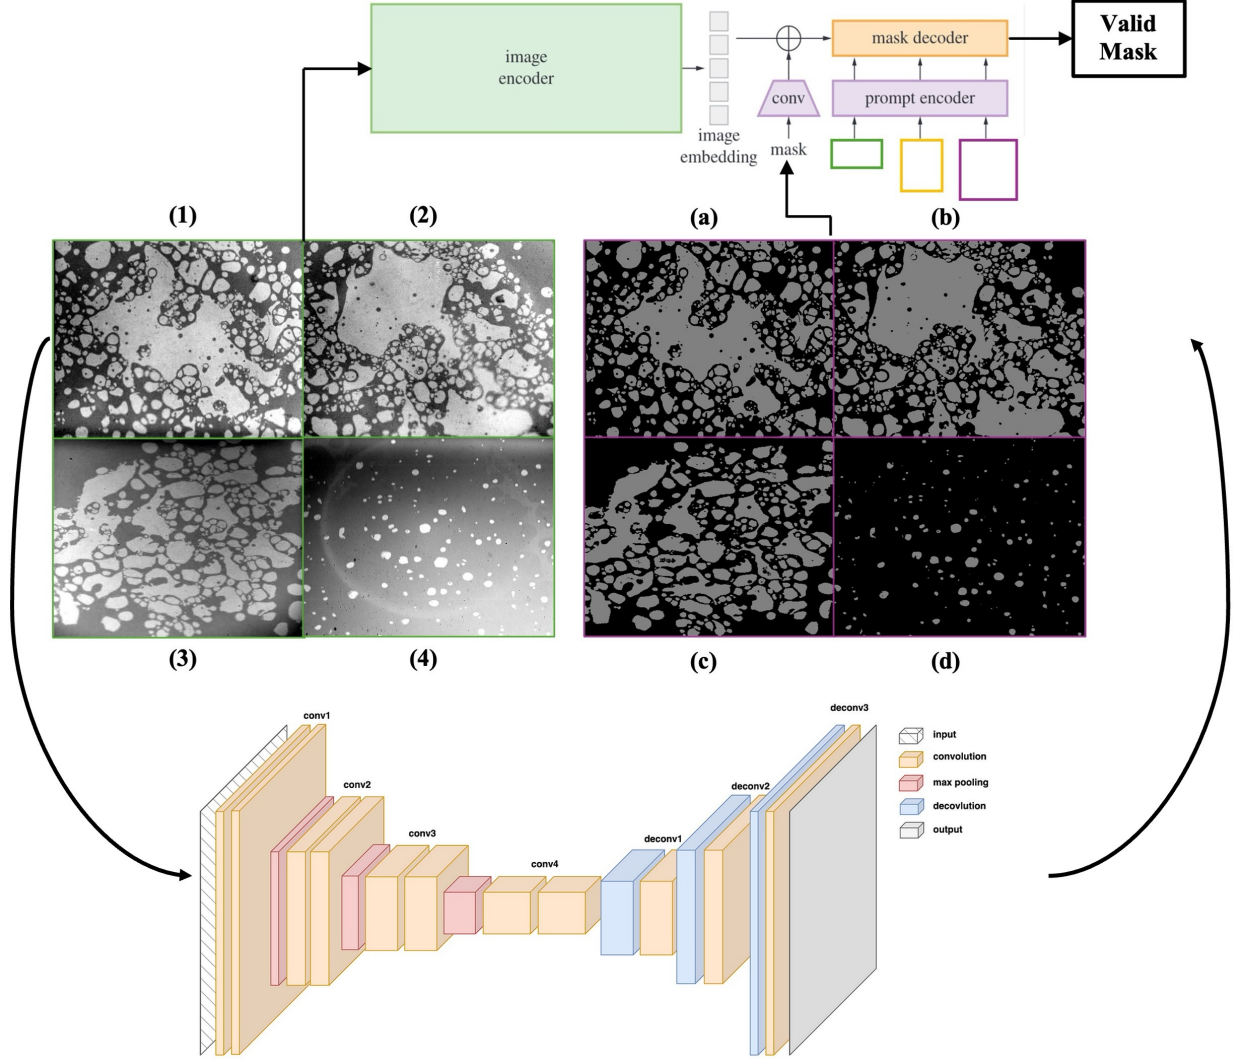 image
encoder
image
embedding
conv
mask
mask decoder
prompt encoder
Valid
Mask
(1)
(2)
(a)
(b)
(3)
(4)
(c)
(d)
conv1
conv2
conv3
conv4
deconv1
deconv2
deconv3
input
convolution
max pooling
decovlution
output